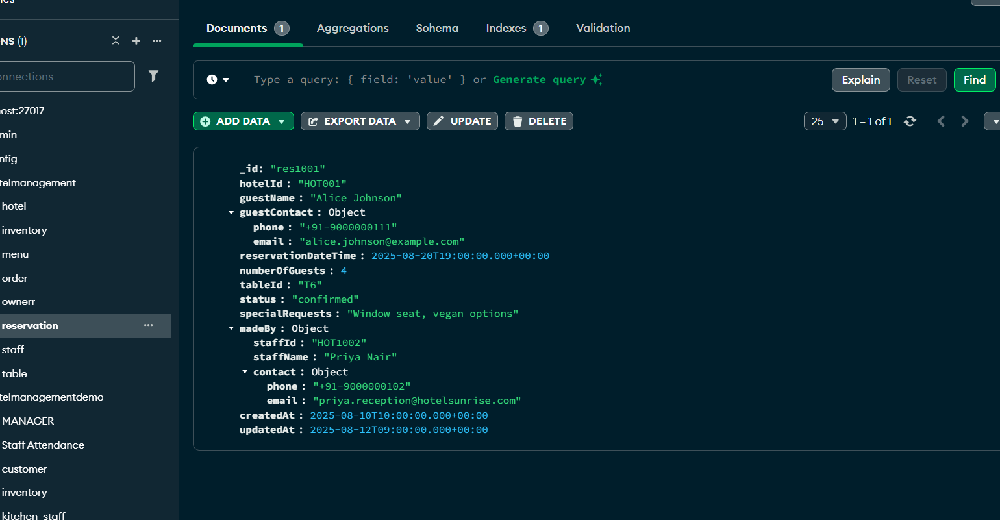 NS (1)
onnections
ost:27017
min
nfig
telmanagement
hotel
inventory
menu
order
ownerr
reservation
staff
table
telmanagementdemo
MANAGER
Staff Attendance
customer
inventory
kitchen_staff
Documents 1 Aggregations Schema Indexes 1 Validation
Type a query: { field: 'value' } or Generate query Explain Reset Find
ADD DATA EXPORT DATA UPDATE DELETE 25 1 – 1 of 1
_id: "res1001"
hotelId : "HOT001"
guestName : "Alice Johnson"
guestContact : Object
phone : "+91-9000000111"
email : "alice.johnson@example.com"
reservationDateTime : 2025-08-20T19:00:00.000+00:00
numberOfGuests : 4
tableId : "T6"
status : "confirmed"
specialRequests : "Window seat, vegan options"
madeBy : Object
staffId : "HOT1002"
staffName : "Priya Nair"
contact : Object
phone : "+91-9000000102"
email : "priya.reception@hotelsunrise.com"
createdAt : 2025-08-10T10:00:00.000+00:00
updatedAt : 2025-08-12T09:00:00.000+00:00